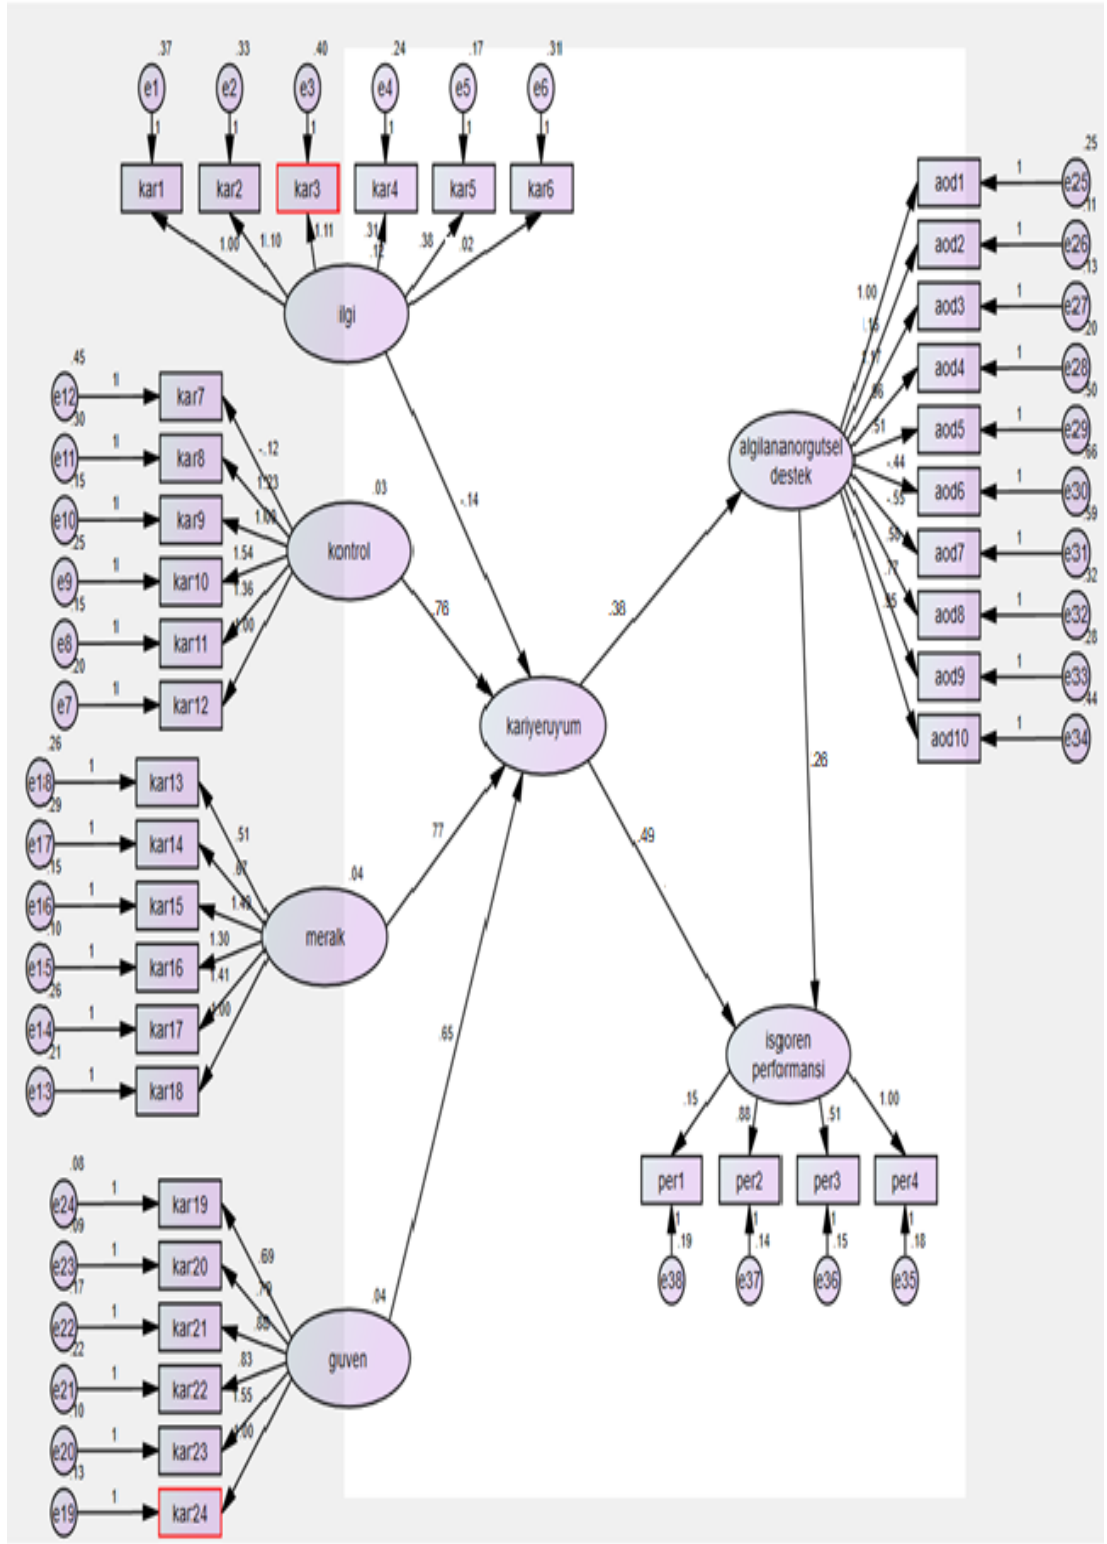 .37 .33 .40 .24 .17
e1 e2 e3 e4 e5 e6
1 1 1 1 1 1
kar1 kar2 kar3 kar4 kar5 kar6
1.00 1.10 1.11 .31 .38 .02
.12
ilgi
.45
e12 1 kar7
.30
e11 1 kar8
.15
e10 1 kar9
.25
e9 1 kar10
.15
e8 1 kar11
.20
e7 1 kar12
-.12
1.23
1.00
1.54
1.36
1.00
.03
kontrol
.26
e18 1 kar13
.29
e17 1 kar14
.15
e16 1 kar15
.10
e15 1 kar16
.26
e14 1 kar17
.21
e13 1 kar18
.51
.67
1.30
1.41
1.00
.04
meralk
.08
e24 1 kar19
.09
e23 1 kar20
.17
e22 1 kar21
.22
e21 1 kar22
.10
e20 1 kar23
.13
e19 1 kar24
.69
.79
.88
.83
1.55
1.00
.04
guven
-.14
.76
.77
.65
kariyeruyum
.38
-.49
.26
algilananorgutsel
destek
1.00
1.17
.51
-.44
-.55
.77
.25
aod1 1 e25
.11
aod2 1 e26
.13
aod3 1 e27
.20
aod4 1 e28
.50
aod5 1 e29
.66
aod6 1 e30
.59
aod7 1 e31
.32
aod8 1 e32
.28
aod9 1 e33
.44
aod10 1 e34
isgoren
performansi
.15 .88 .51 1.00
per1 per2 per3 per4
1 1 1 1
.19 .14 .15 .18
e38 e37 e36 e35